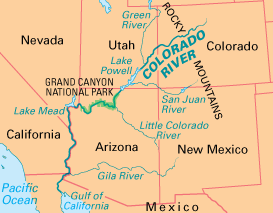 Green
River
ROCKY
MOUNTAINS
Nevada
Utah
COLORADO
RIVER
Colorado
Lake
Powell
GRAND CANYON
NATIONAL PARK
San Juan
River
Lake Mead
Little Colorado
River
California
Arizona
New Mexico
Gila River
Pacific
Ocean
Gulf of
California
Mexico